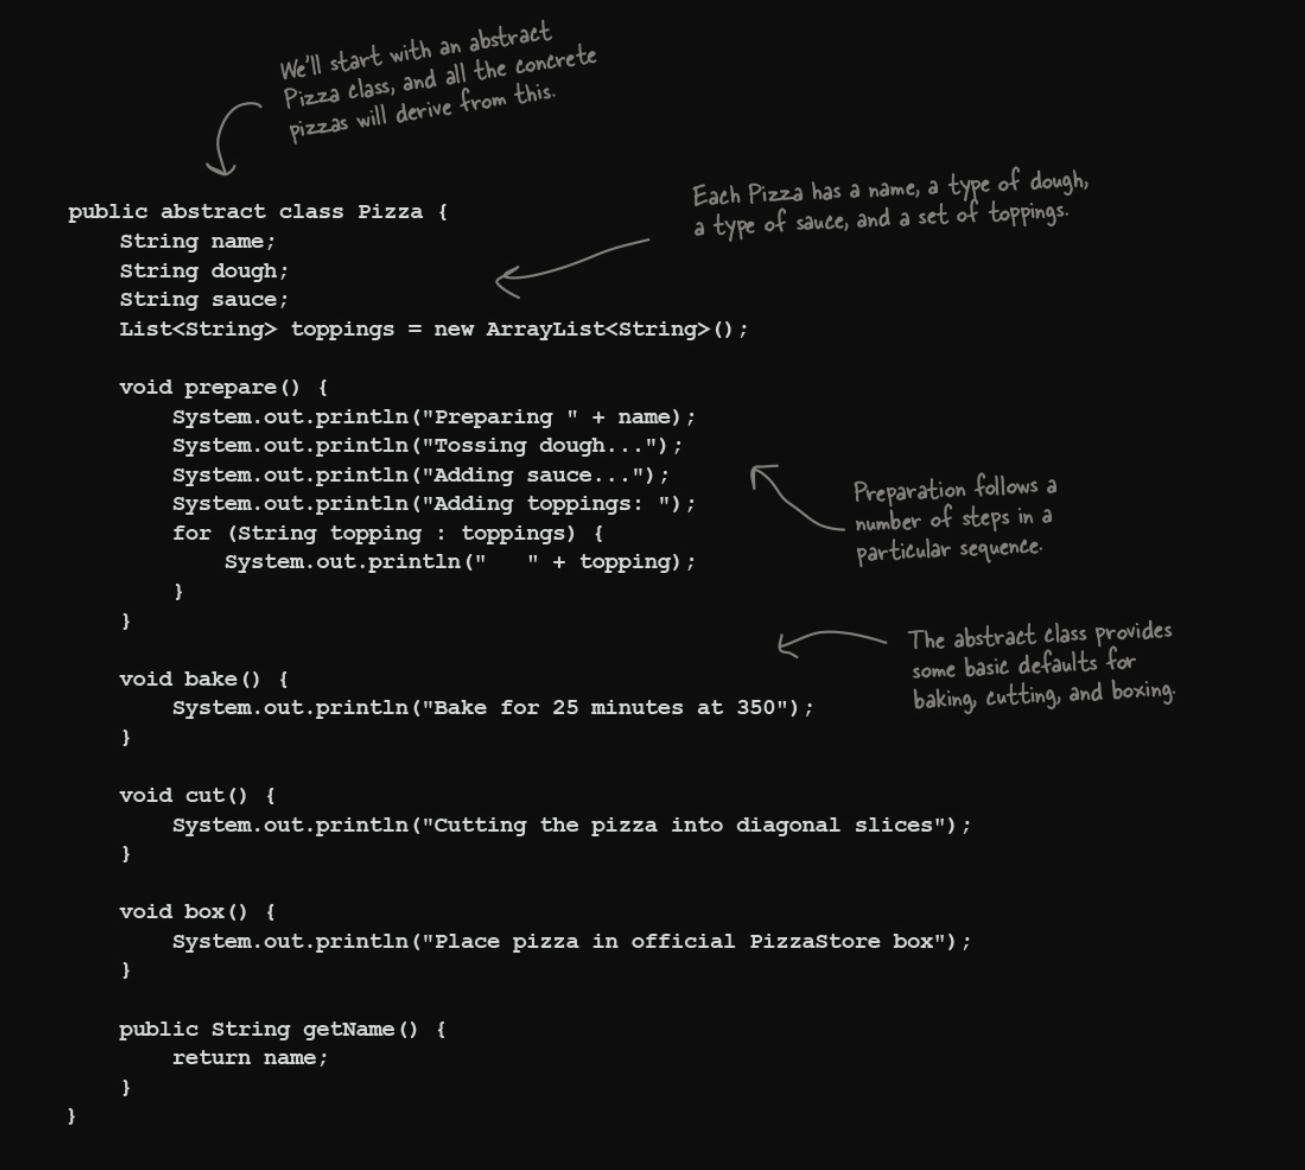 We'll start with an abstract
Pizza class, and all the concrete
pizzas will derive from this.
Each Pizza has a name, a type of dough,
a type of sauce, and a set of toppings.
public abstract class Pizza {
    String name;
    String dough;
    String sauce;
    List<String> toppings = new ArrayList<String>();
    void prepare() {
        System.out.println("Preparing " + name);
        System.out.println("Tossing dough...");
        System.out.println("Adding sauce...");
        System.out.println("Adding toppings: ");
        for (String topping : toppings) {
            System.out.println("   " + topping);
        }
    }
Preparation follows a
number of steps in a
particular sequence.
The abstract class provides
some basic defaults for
baking, cutting, and boxing.
    void bake() {
        System.out.println("Bake for 25 minutes at 350");
    }
    void cut() {
        System.out.println("Cutting the pizza into diagonal slices");
    }
    void box() {
        System.out.println("Place pizza in official PizzaStore box");
    }
    public String getName() {
        return name;
    }
}